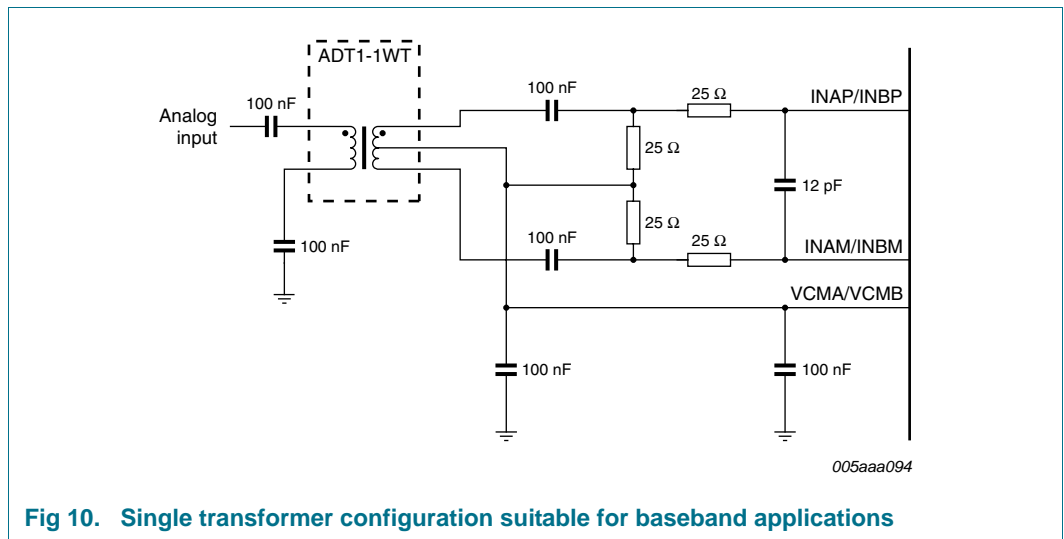 ADT1-1WT
100 nF
Analog
input
100 nF
100 nF
25 Ω
INAP/INBP
25 Ω
12 pF
25 Ω
100 nF
25 Ω
INAM/INBM
VCMA/VCMB
100 nF
100 nF
005aaa094
Fig 10. Single transformer configuration suitable for baseband applications